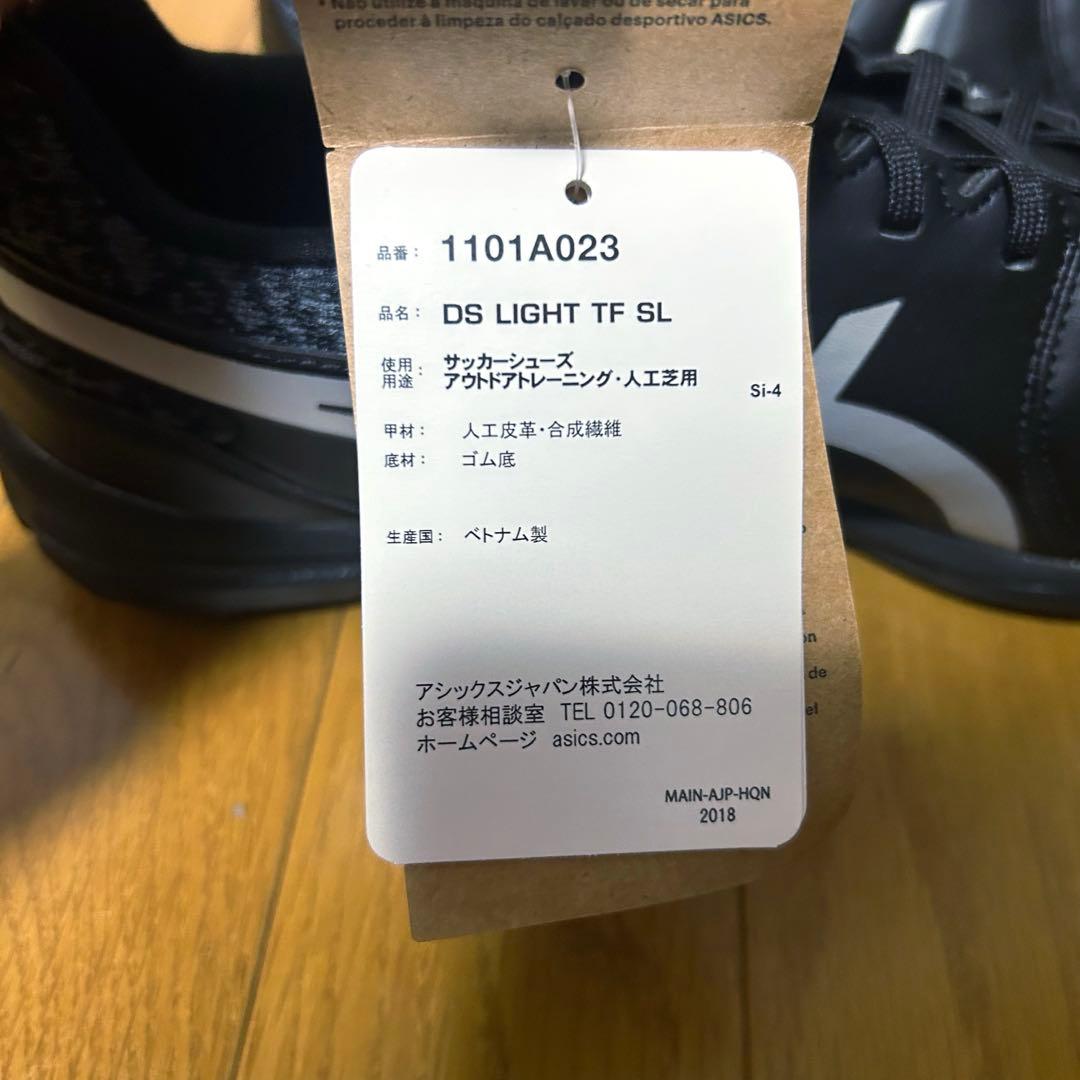 • Não utilize a máquina de lavar ou de secar para
proceder à limpeza do calçado desportivo ASICS.
品番： 1101A023
品名： DS LIGHT TF SL
使用用途： サッカーシューズ
アウトドアトレーニング・人工芝用
Si-4
甲材： 人工皮革・合成繊維
底材： ゴム底
生産国： ベトナム製
アシックスジャパン株式会社
お客様相談室 TEL 0120-068-806
ホームページ asics.com
MAIN-AJP-HQN
2018
de